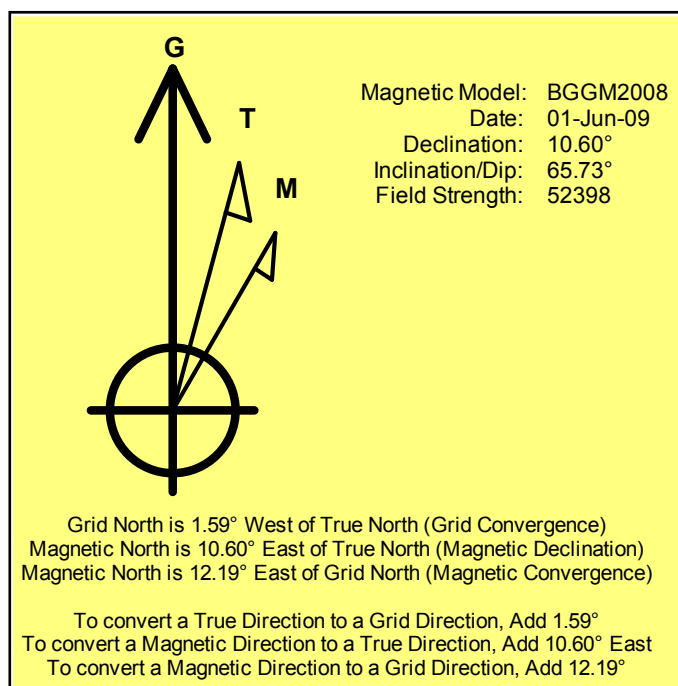 G
T
M
Magnetic Model: BGGM2008
Date: 01-Jun-09
Declination: 10.60°
Inclination/Dip: 65.73°
Field Strength: 52398
Grid North is 1.59° West of True North (Grid Convergence)
Magnetic North is 10.60° East of True North (Magnetic Declination)
Magnetic North is 12.19° East of Grid North (Magnetic Convergence)
To convert a True Direction to a Grid Direction, Add 1.59°
To convert a Magnetic Direction to a True Direction, Add 10.60° East
To convert a Magnetic Direction to a Grid Direction, Add 12.19°